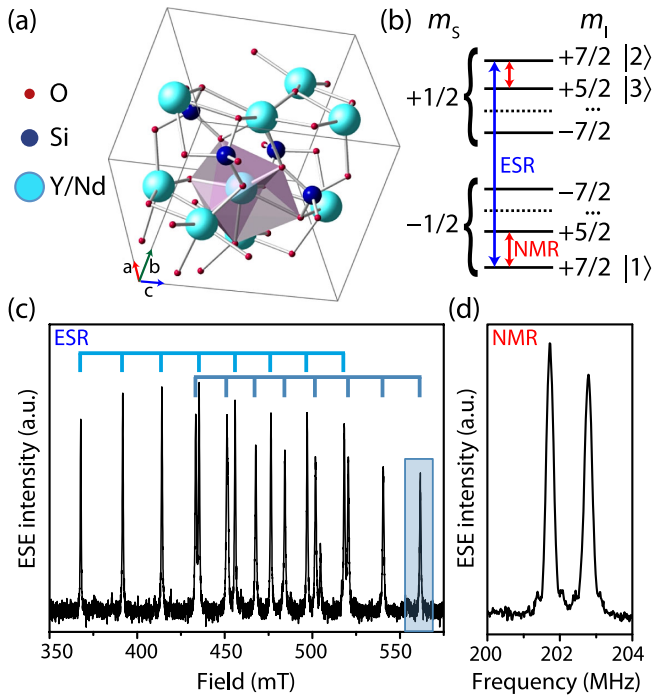 (a)
O
Si
Y/Nd
a
b
c
(b) mS mI
+1/2
+7/2 |2⟩
+5/2 |3⟩
...
−7/2
ESR
−1/2
−7/2
...
+5/2
NMR
+7/2 |1⟩
(c)
ESR
ESE intensity (a.u.)
350 400 450 500 550
Field (mT)
(d)
NMR
ESE intensity (a.u.)
200 202 204
Frequency (MHz)